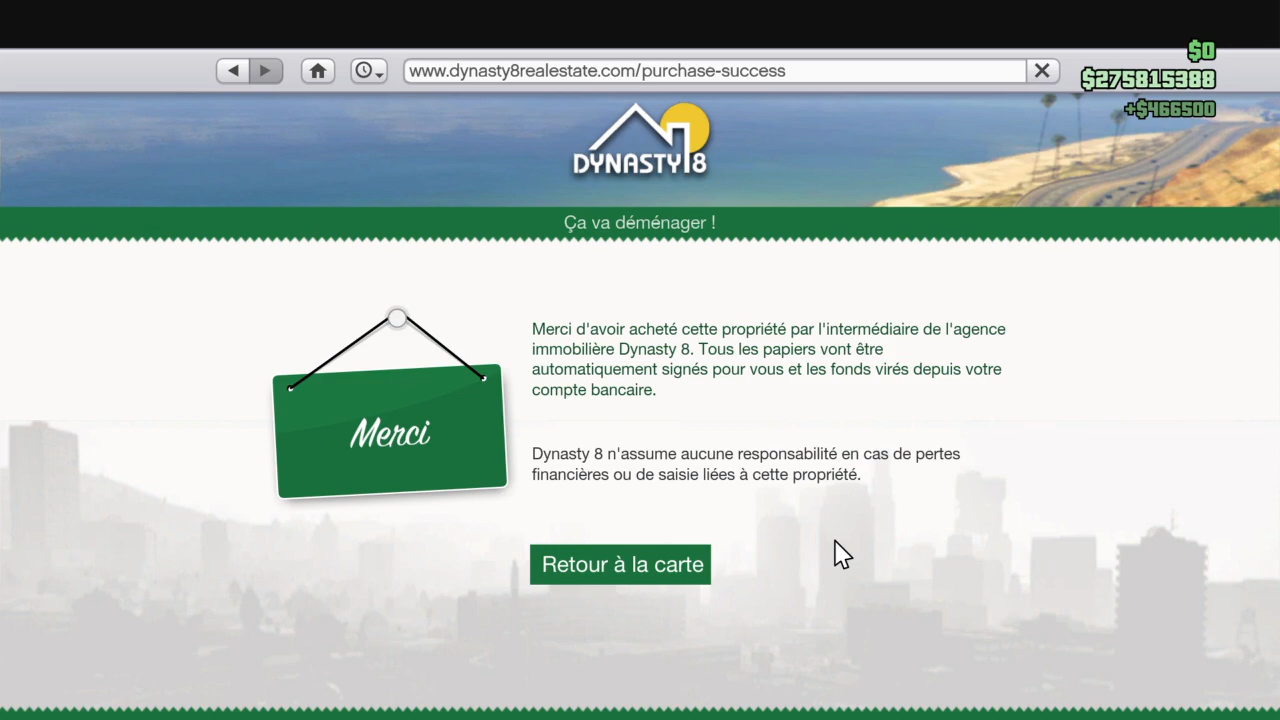 $0
www.dynasty8realestate.com/purchase-success
$275815388
+$466500
DYNASTY8
Ça va déménager !
Merci d'avoir acheté cette propriété par l'intermédiaire de l'agence
immobilière Dynasty 8. Tous les papiers vont être
automatiquement signés pour vous et les fonds virés depuis votre
compte bancaire.
Merci
Dynasty 8 n'assume aucune responsabilité en cas de pertes
financières ou de saisie liées à cette propriété.
Retour à la carte